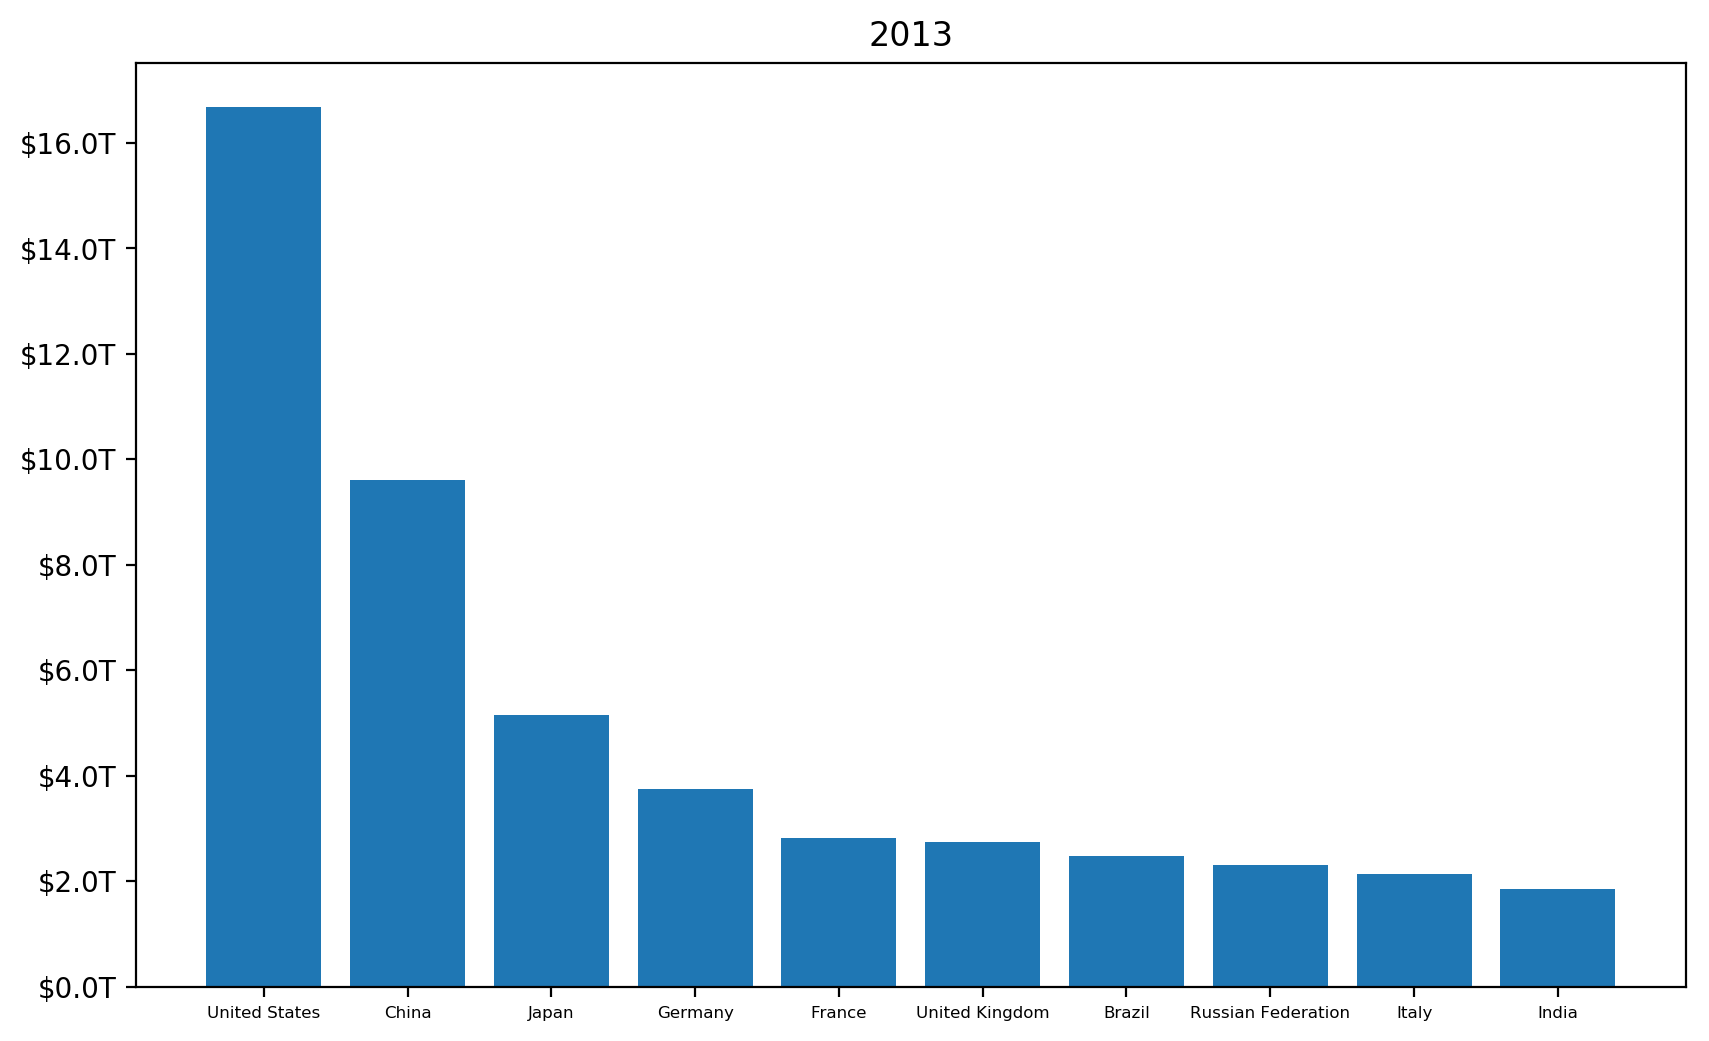 2013
$16.0T
$14.0T
$12.0T
$10.0T
$8.0T
$6.0T
$4.0T
$2.0T
$0.0T
United States China Japan Germany France United Kingdom Brazil Russian Federation Italy India